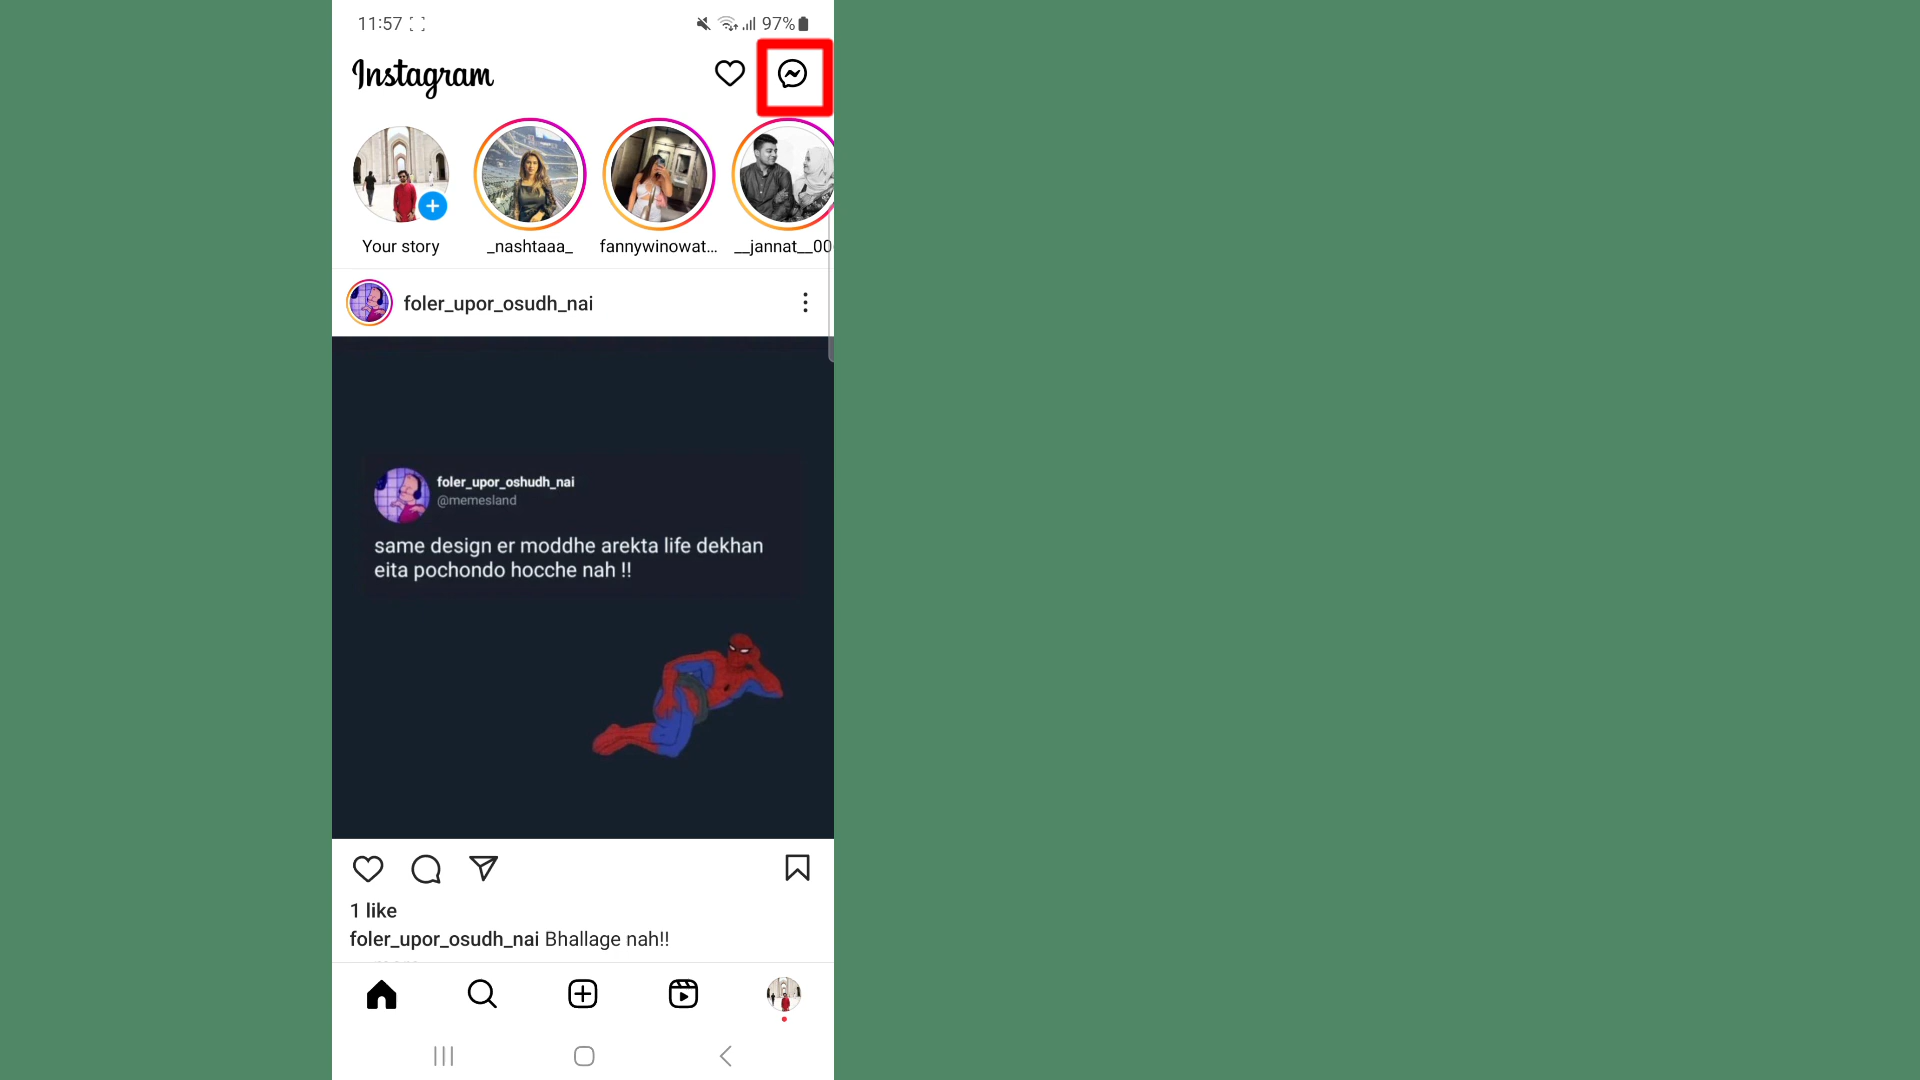 11:57
97%
Instagram
Your story
_nashtaaa_
fannywinowat...
__jannat__00
foler_upor_osudh_nai
foler_upor_oshudh_nai
@memesland
same design er moddhe arekta life dekhan
eita pochondo hocche nah !!
1 like
foler_upor_osudh_nai Bhallage nah!!